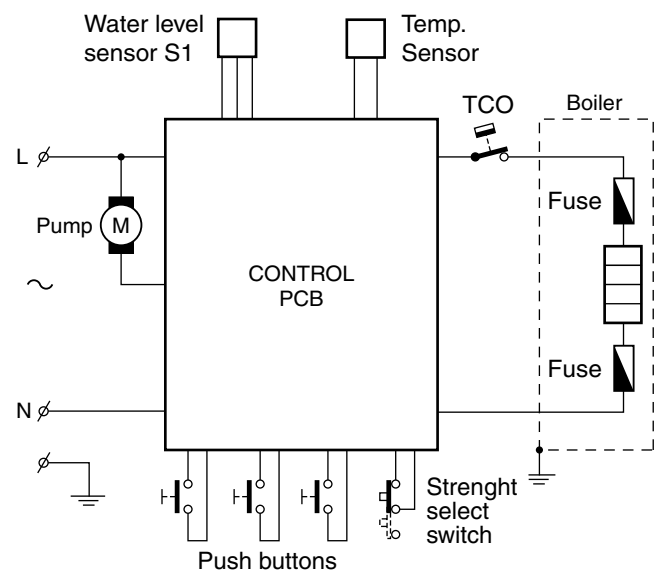 Water level
sensor S1
Temp.
Sensor
TCO
Boiler
L
Fuse
Pump
M
CONTROL
PCB
Fuse
N
Strenght
select
switch
Push buttons